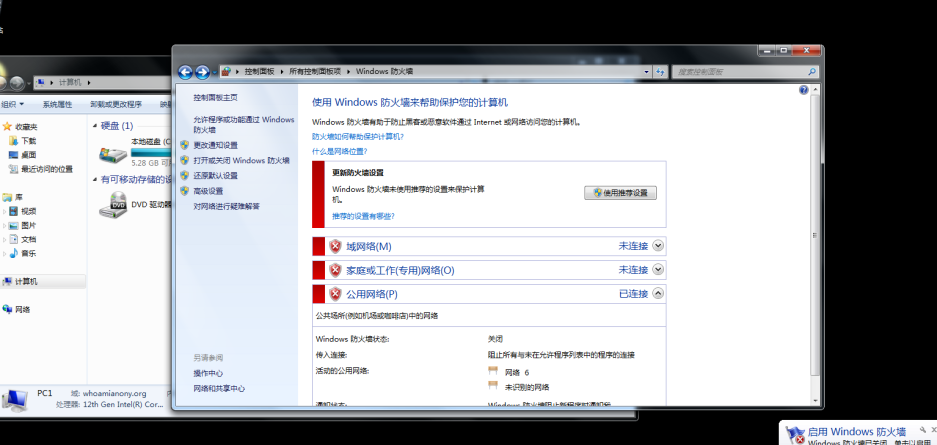 控制面板 ▸ 所有控制面板项 ▸ Windows 防火墙
搜索控制面板
计算机
组织
系统属性
卸载或更改程序
收藏夹
下载
桌面
最近访问的位置
库
视频
图片
文档
音乐
计算机
网络
硬盘 (1)
本地磁盘 (C
5.28 GB 可
有可移动存储的设
DVD 驱动器
PC1
域: whoamianony.org
处理器: 12th Gen Intel(R) Cor...
控制面板主页
允许程序或功能通过 Windows
防火墙
更改通知设置
打开或关闭 Windows 防火墙
还原默认设置
高级设置
对网络进行疑难解答
另请参阅
操作中心
网络和共享中心
使用 Windows 防火墙来帮助保护您的计算机
Windows 防火墙有助于防止黑客或恶意软件通过 Internet 或网络访问您的计算机。
防火墙如何帮助保护计算机?
什么是网络位置?
更新防火墙设置
Windows 防火墙未使用推荐的设置来保护计算
机。
使用推荐设置
推荐的设置有哪些?
域网络(M) 未连接
家庭或工作(专用)网络(O) 未连接
公用网络(P) 已连接
公共场所(例如机场或咖啡店)中的网络
Windows 防火墙状态: 关闭
传入连接: 阻止所有与未在允许程序列表中的程序的连接
活动的公用网络: 网络 6
未识别的网络
通知状态: Windows 防火墙阻止新程序时通知我
启用 Windows 防火墙
Windows 防火墙已关闭。单击以启用